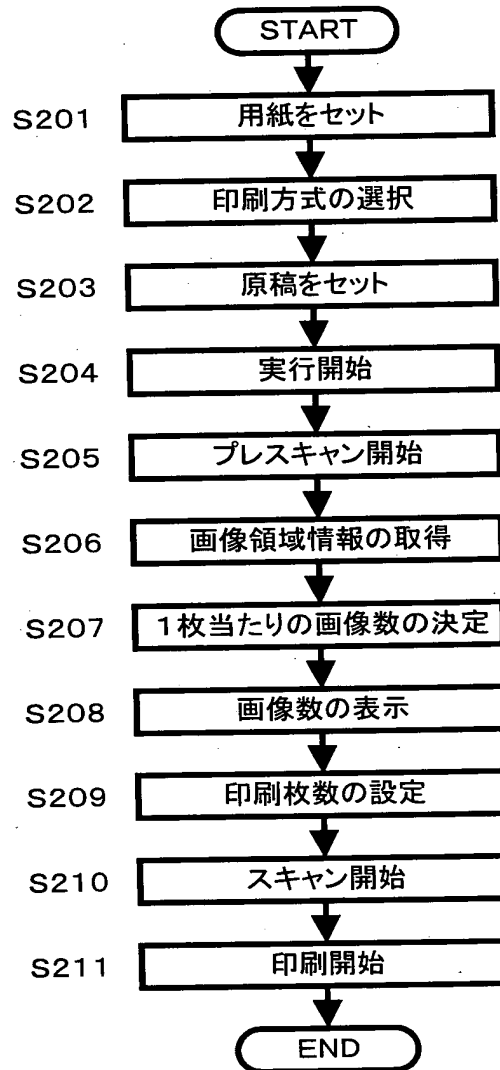 START
S201 用紙をセット
S202 印刷方式の選択
S203 原稿をセット
S204 実行開始
S205 プレスキャン開始
S206 画像領域情報の取得
S207 1枚当たりの画像数の決定
S208 画像数の表示
S209 印刷枚数の設定
S210 スキャン開始
S211 印刷開始
END